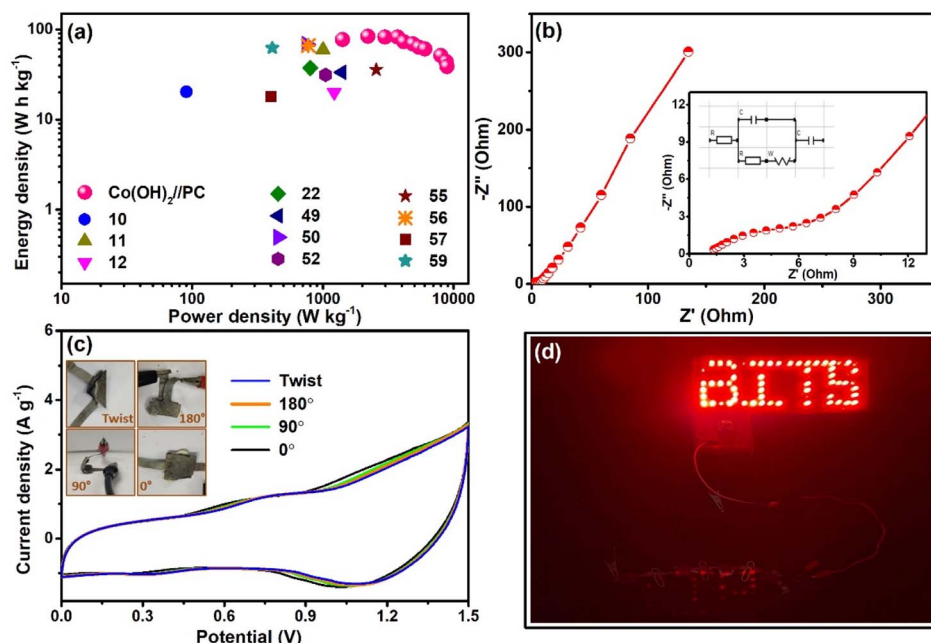 (a)
100
10
1
Energy density (W h kg⁻¹)
Co(OH)₂//PC
10
11
12
22
49
50
52
55
56
57
59
10
100
1000
10000
Power density (W kg⁻¹)
(b)
300
200
100
0
-Z'' (Ohm)
0
100
200
300
Z' (Ohm)
12
9
6
3
0
-Z'' (Ohm)
C
R
C
R
W
3
6
9
12
Z' (Ohm)
(c)
6
4
2
0
-2
-4
Current density (A g⁻¹)
Twist
180°
90°
0°
Twist
180°
90°
0°
0.0
0.3
0.6
0.9
1.2
1.5
Potential (V)
(d)
BITS